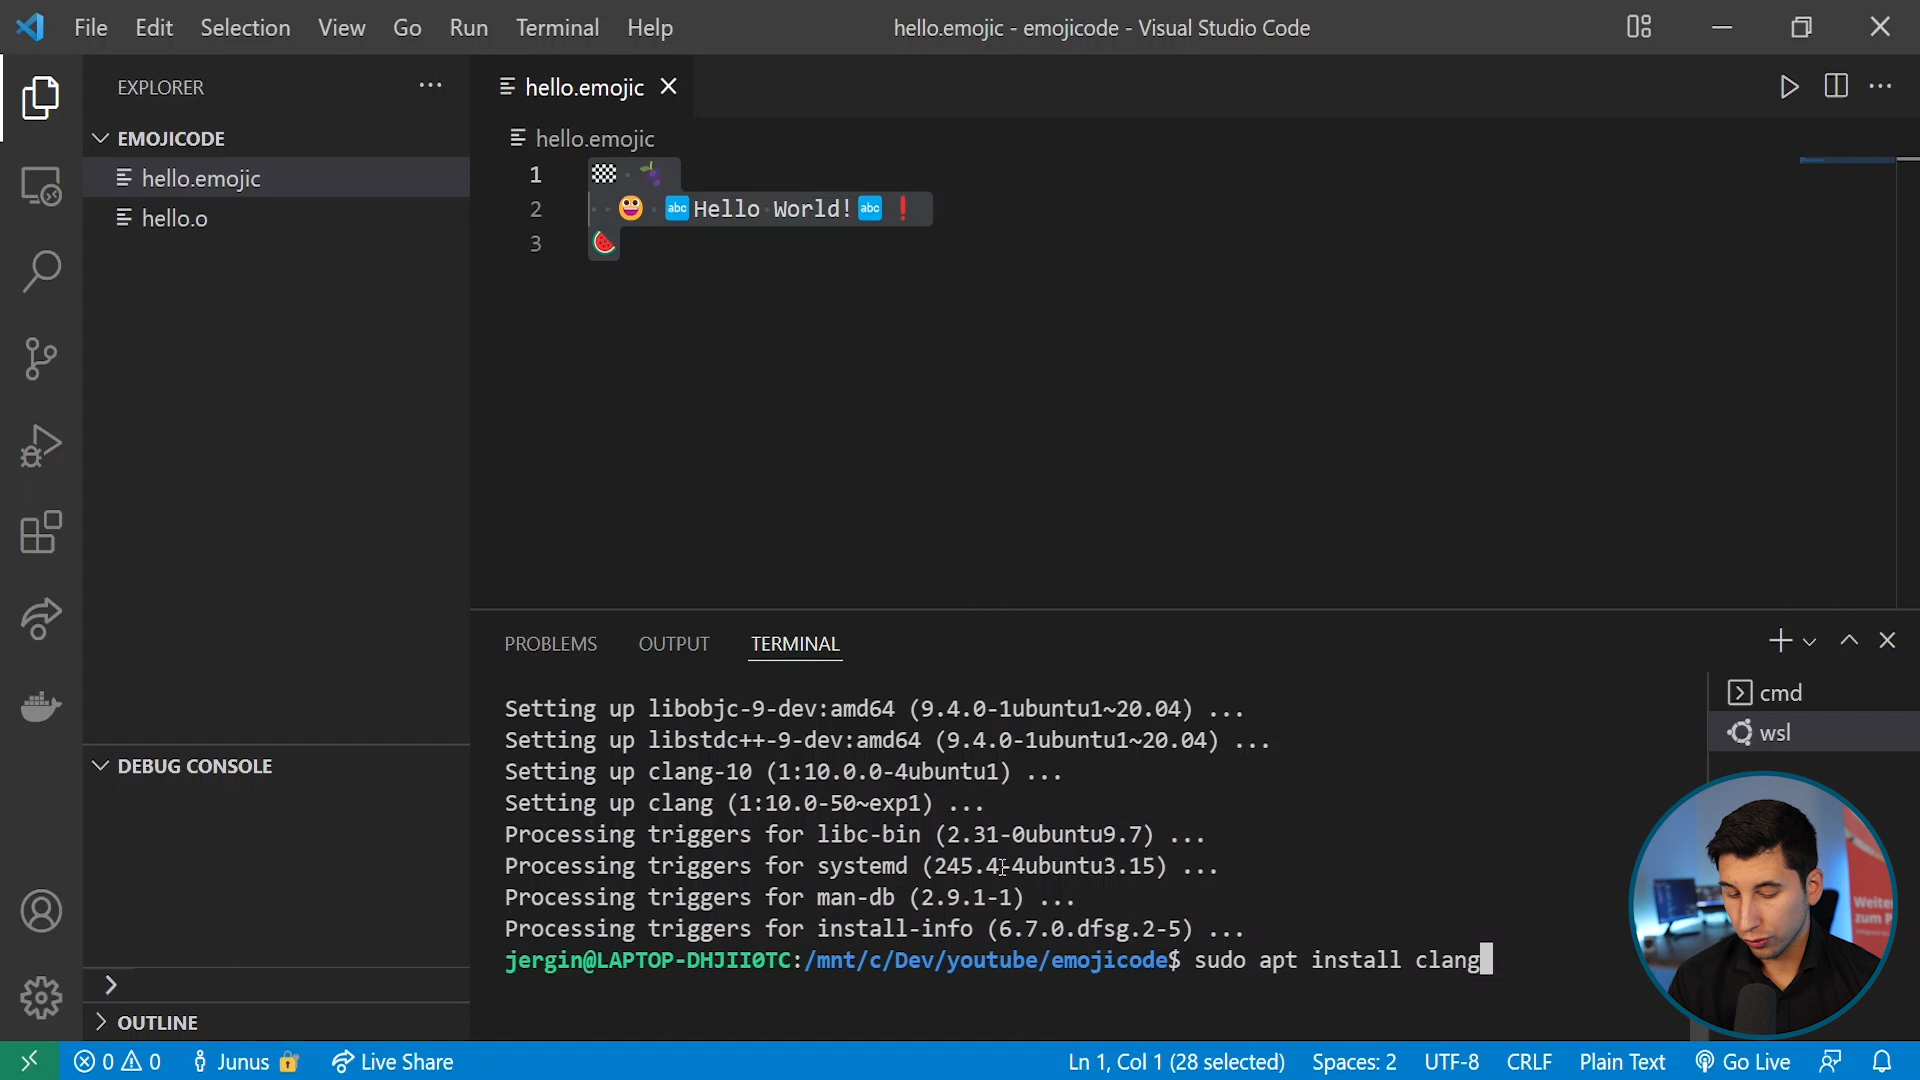 File Edit Selection View Go Run Terminal Help
hello.emojic - emojicode - Visual Studio Code
EXPLORER
EMOJICODE
hello.emojic
hello.o
DEBUG CONSOLE
OUTLINE
hello.emojic
hello.emojic
1 🏁 🍇
2 😀 🔤Hello World!🔤 ❗
3 🍉
PROBLEMS OUTPUT TERMINAL
cmd
wsl
Setting up libobjc-9-dev:amd64 (9.4.0-1ubuntu1~20.04) ...
Setting up libstdc++-9-dev:amd64 (9.4.0-1ubuntu1~20.04) ...
Setting up clang-10 (1:10.0.0-4ubuntu1) ...
Setting up clang (1:10.0-50~exp1) ...
Processing triggers for libc-bin (2.31-0ubuntu9.7) ...
Processing triggers for systemd (245.4-4ubuntu3.15) ...
Processing triggers for man-db (2.9.1-1) ...
Processing triggers for install-info (6.7.0.dfsg.2-5) ...
jergin@LAPTOP-DHJII0TC:/mnt/c/Dev/youtube/emojicode$ sudo apt install clang
0 0 Junus Live Share
Ln 1, Col 1 (28 selected) Spaces: 2 UTF-8 CRLF Plain Text Go Live